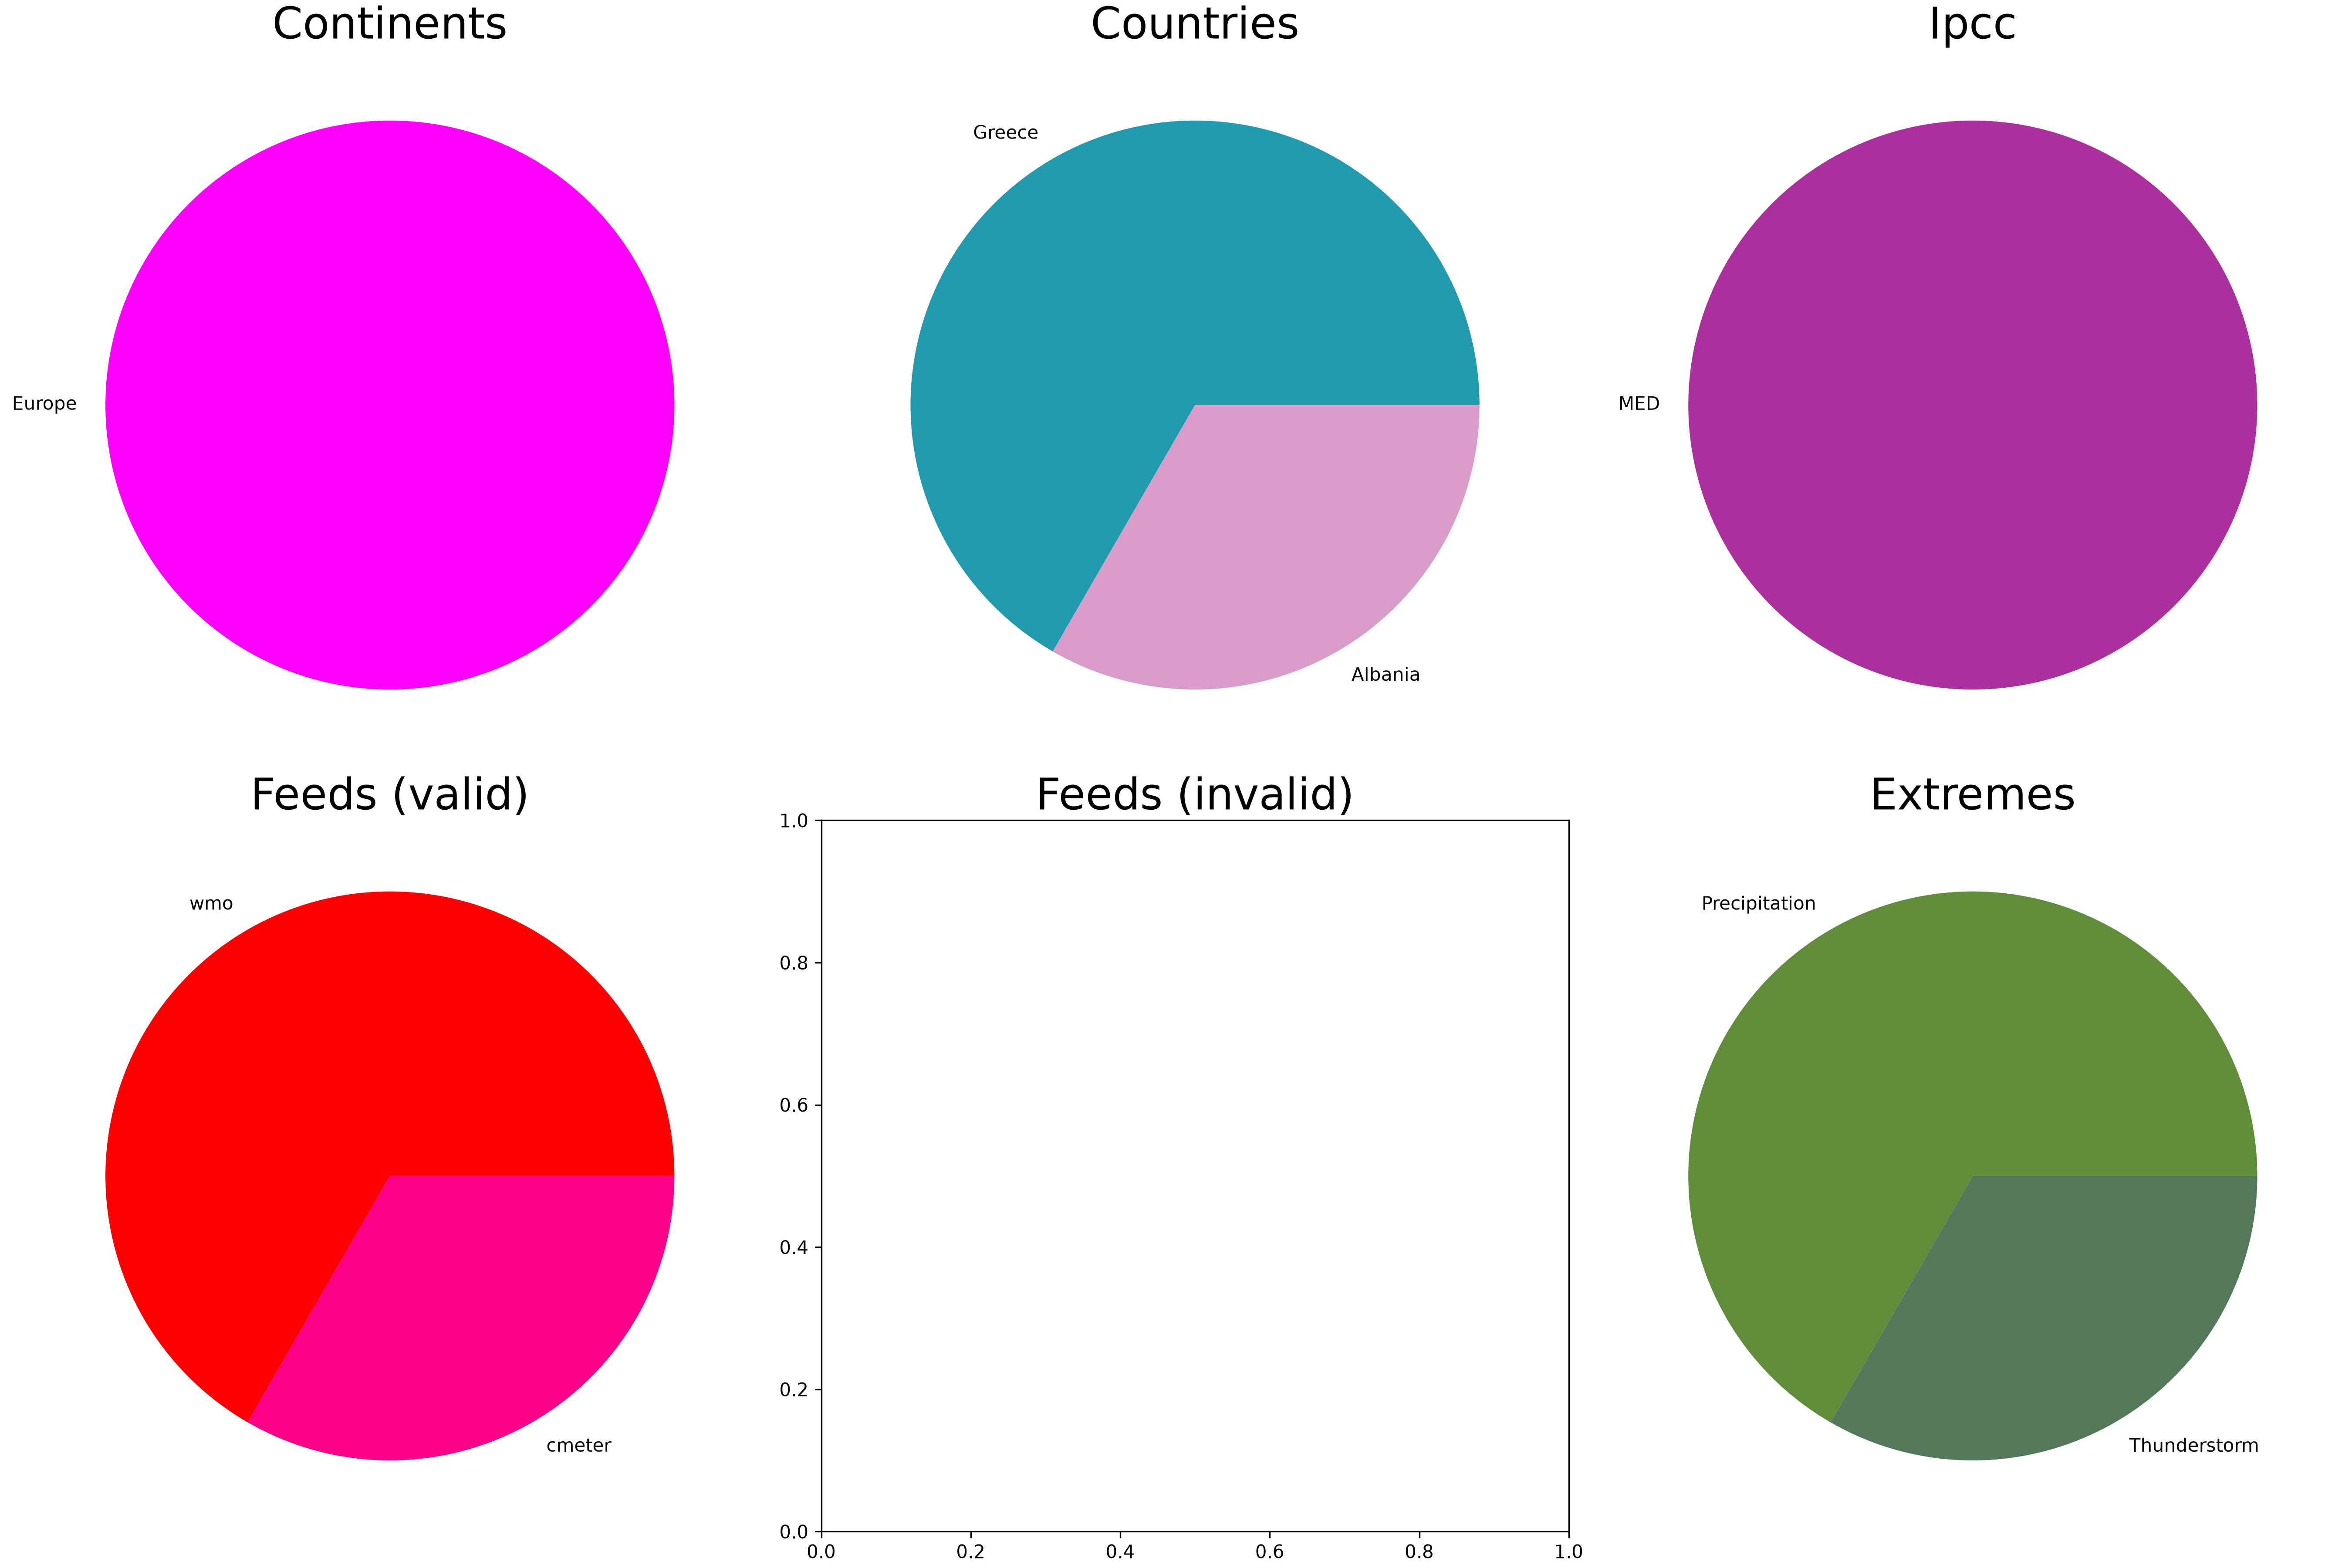 Continents
Countries
Ipcc
Greece
Europe
MED
Albania
Feeds (valid)
Feeds (invalid)
Extremes
1.0
wmo
Precipitation
0.8
0.6
0.4
0.2
cmeter
Thunderstorm
0.0
0.0 0.2 0.4 0.6 0.8 1.0